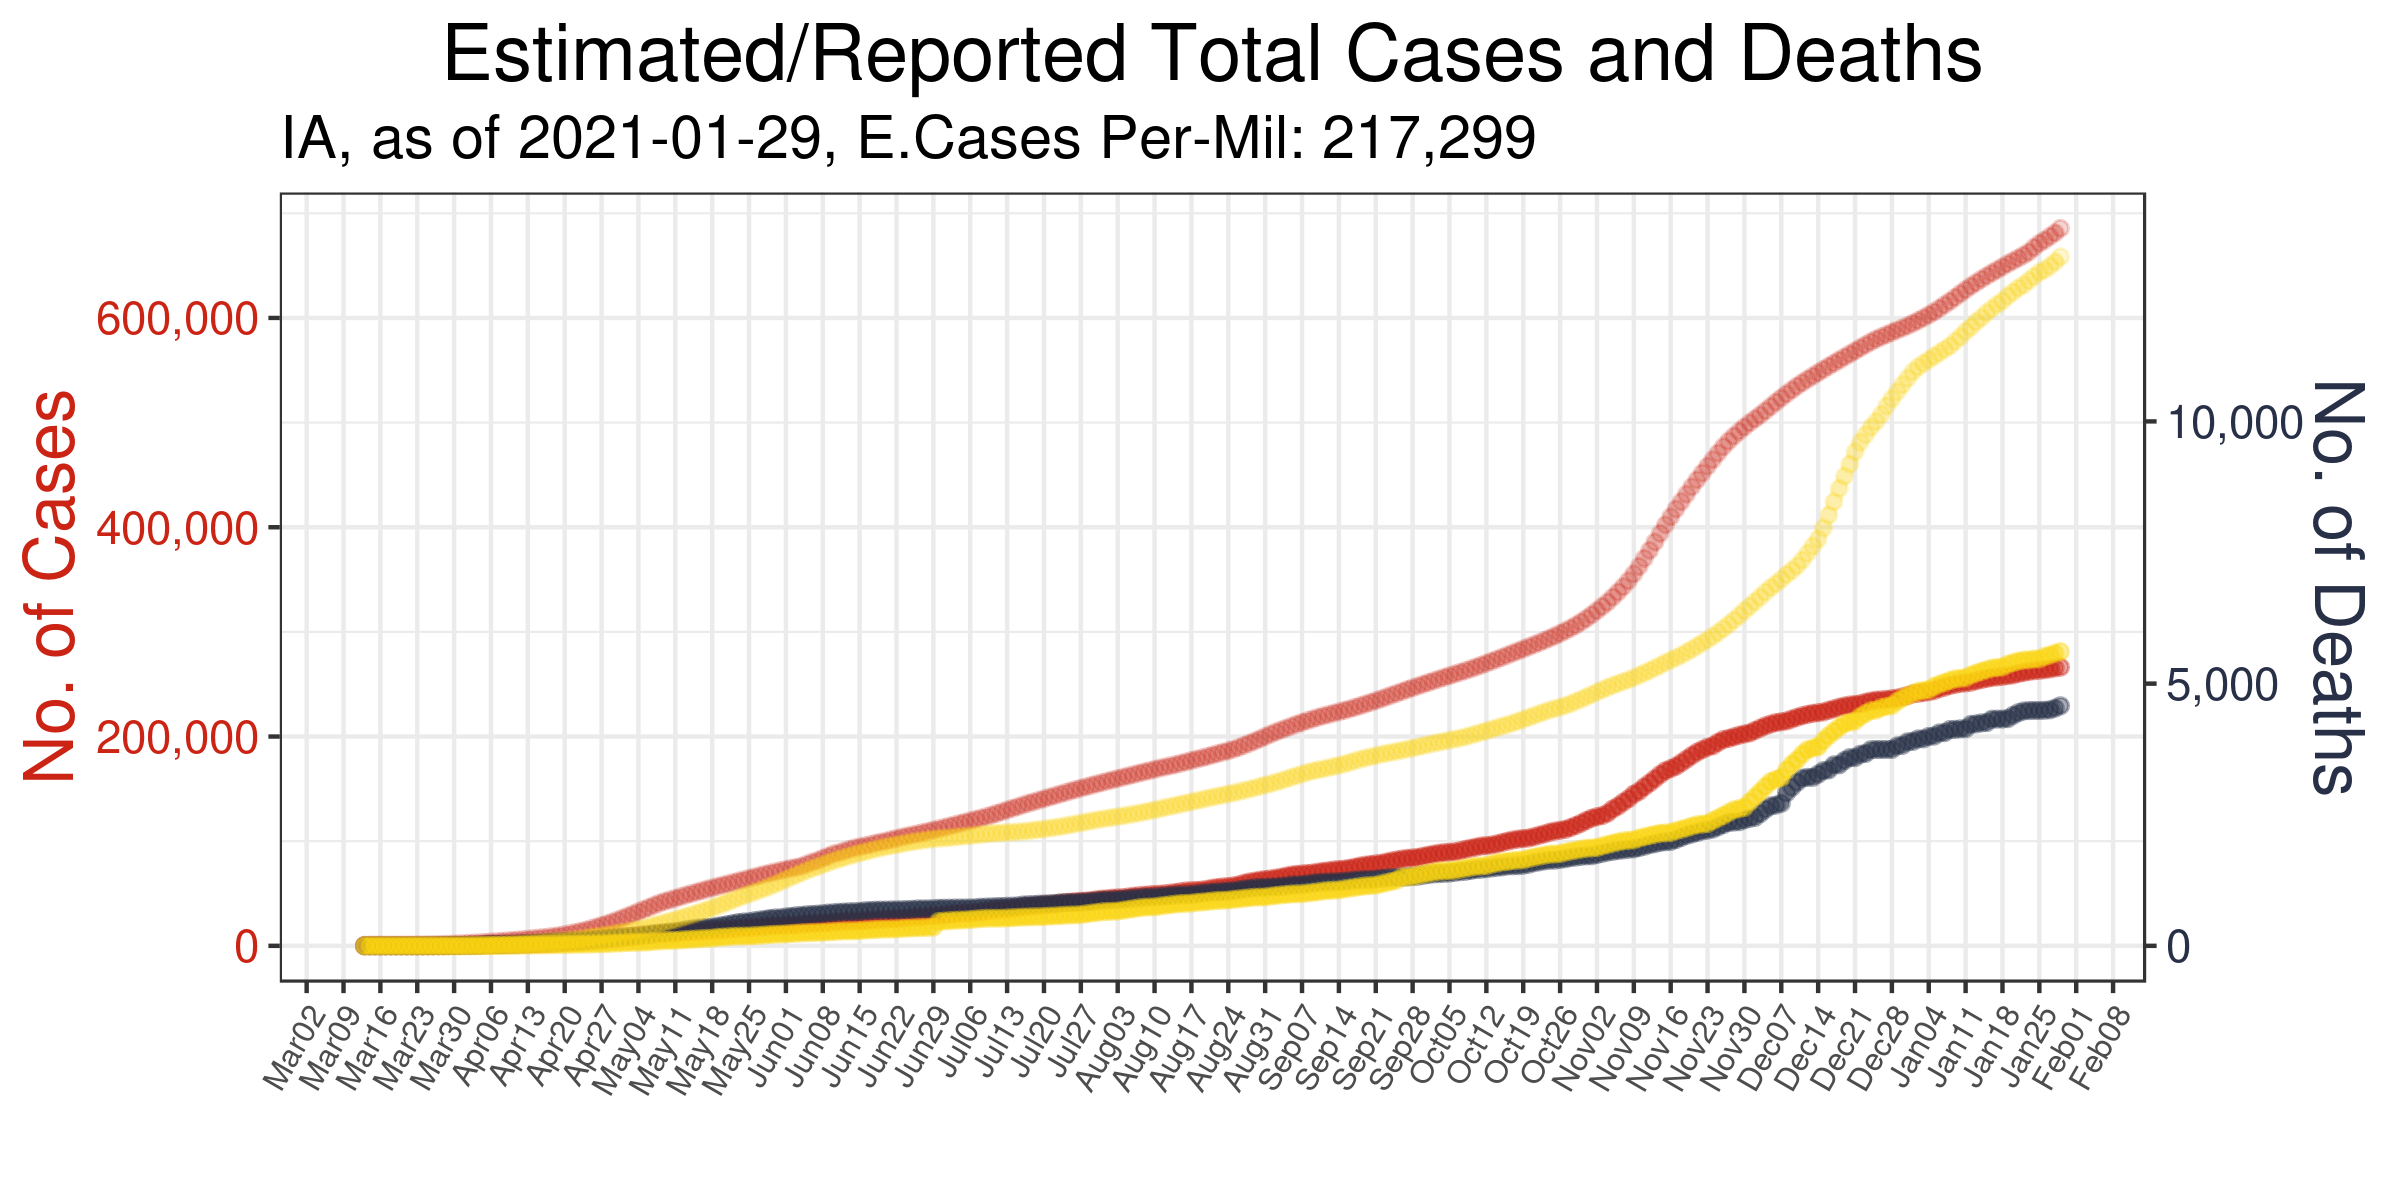 Estimated/Reported Total Cases and Deaths
IA, as of 2021-01-29, E.Cases Per-Mil: 217,299
No. of Cases
600,000
400,000
200,000
0
10,000
5,000
0
No. of Deaths
Mar02
Mar09
Mar16
Mar23
Mar30
Apr06
Apr13
Apr20
Apr27
May04
May11
May18
May25
Jun01
Jun08
Jun15
Jun22
Jun29
Jul06
Jul13
Jul20
Jul27
Aug03
Aug10
Aug17
Aug24
Aug31
Sep07
Sep14
Sep21
Sep28
Oct05
Oct12
Oct19
Oct26
Nov02
Nov09
Nov16
Nov23
Nov30
Dec07
Dec14
Dec21
Dec28
Jan04
Jan11
Jan18
Jan25
Feb01
Feb08